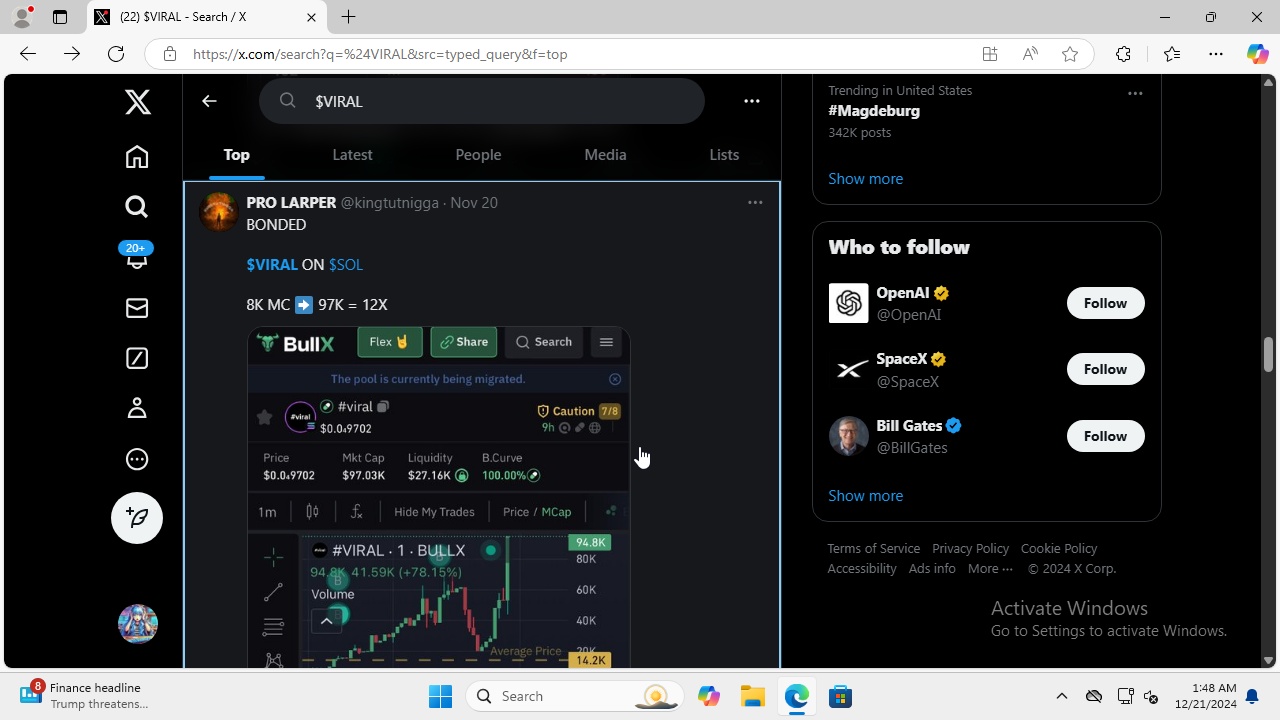 (22) $VIRAL - Search / X
https://x.com/search?q=%24VIRAL&src=typed_query&f=top
$VIRAL
Top
Latest
People
Media
Lists
20+
PRO LARPER @kingtutnigga · Nov 20
BONDED
$VIRAL ON $SOL
8K MC ➡️ 97K = 12X
BullX
Flex 🤘
Share
Search
The pool is currently being migrated.
#viral
#viral
$0.0₄9702
Caution 7/8
9h
Price
Mkt Cap
Liquidity
B.Curve
$0.0₄9702
$97.03K
$27.16K
100.00%
1m
Hide My Trades
Price / MCap
#VIRAL · 1 · BULLX
94.8K 41.59K (+78.15%)
Volume
B
B
94.8K
80K
60K
40K
20K
Average Price
14.2K
Trending in United States
#Magdeburg
342K posts
Show more
Who to follow
OpenAI
@OpenAI
Follow
SpaceX
@SpaceX
Follow
Bill Gates
@BillGates
Follow
Show more
Terms of Service Privacy Policy Cookie Policy
Accessibility Ads info More ··· © 2024 X Corp.
Activate Windows
Go to Settings to activate Windows.
8
Finance headline
Trump threatens...
Search
1:48 AM
12/21/2024